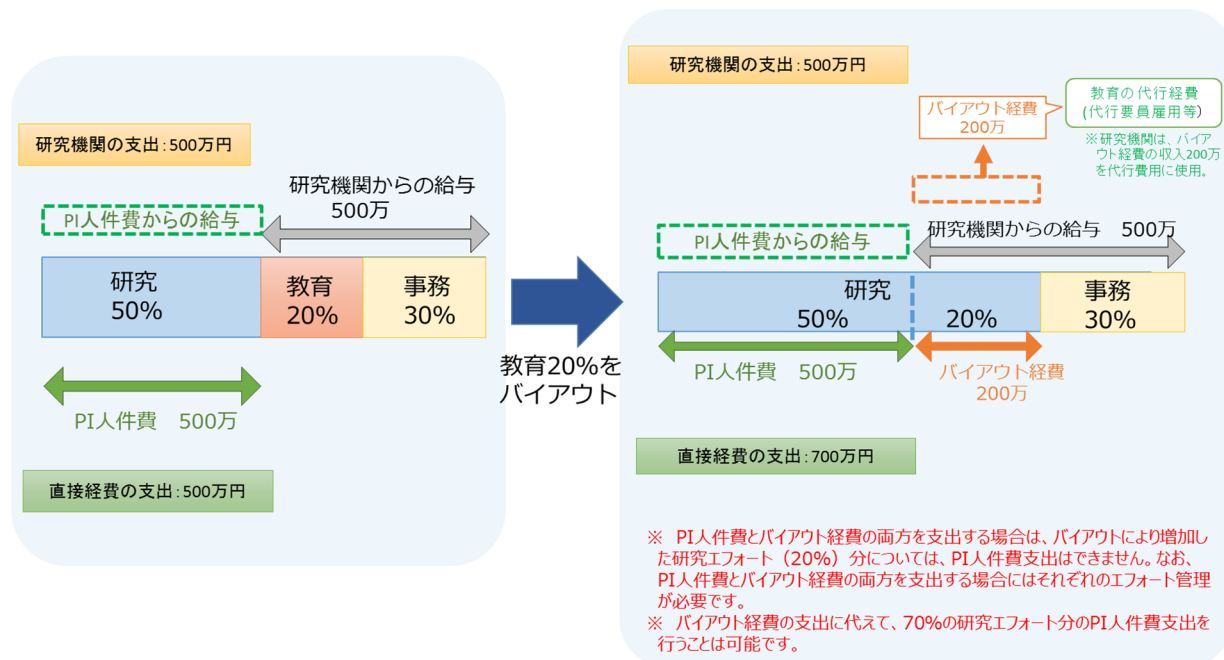 研究機関の支出：500万円
研究機関からの給与
500万
PI人件費からの給与
研究
50%
教育
20%
事務
30%
PI人件費　500万
直接経費の支出：500万円
教育20%を
バイアウト
研究機関の支出：500万円
バイアウト経費
200万
教育の代行経費
(代行要員雇用等)
※研究機関は、バイア
ウト経費の収入200万
を代行費用に使用。
PI人件費からの給与
研究機関からの給与　500万
研究
50%
20%
事務
30%
PI人件費　500万
バイアウト経費
200万
直接経費の支出：700万円
※　PI人件費とバイアウト経費の両方を支出する場合は、バイアウトにより増加し
た研究エフォート（20%）分については、PI人件費支出はできません。なお、
PI人件費とバイアウト経費の両方を支出する場合にはそれぞれのエフォート管理
が必要です。
※　バイアウト経費の支出に代えて、70%の研究エフォート分のPI人件費支出を
行うことは可能です。